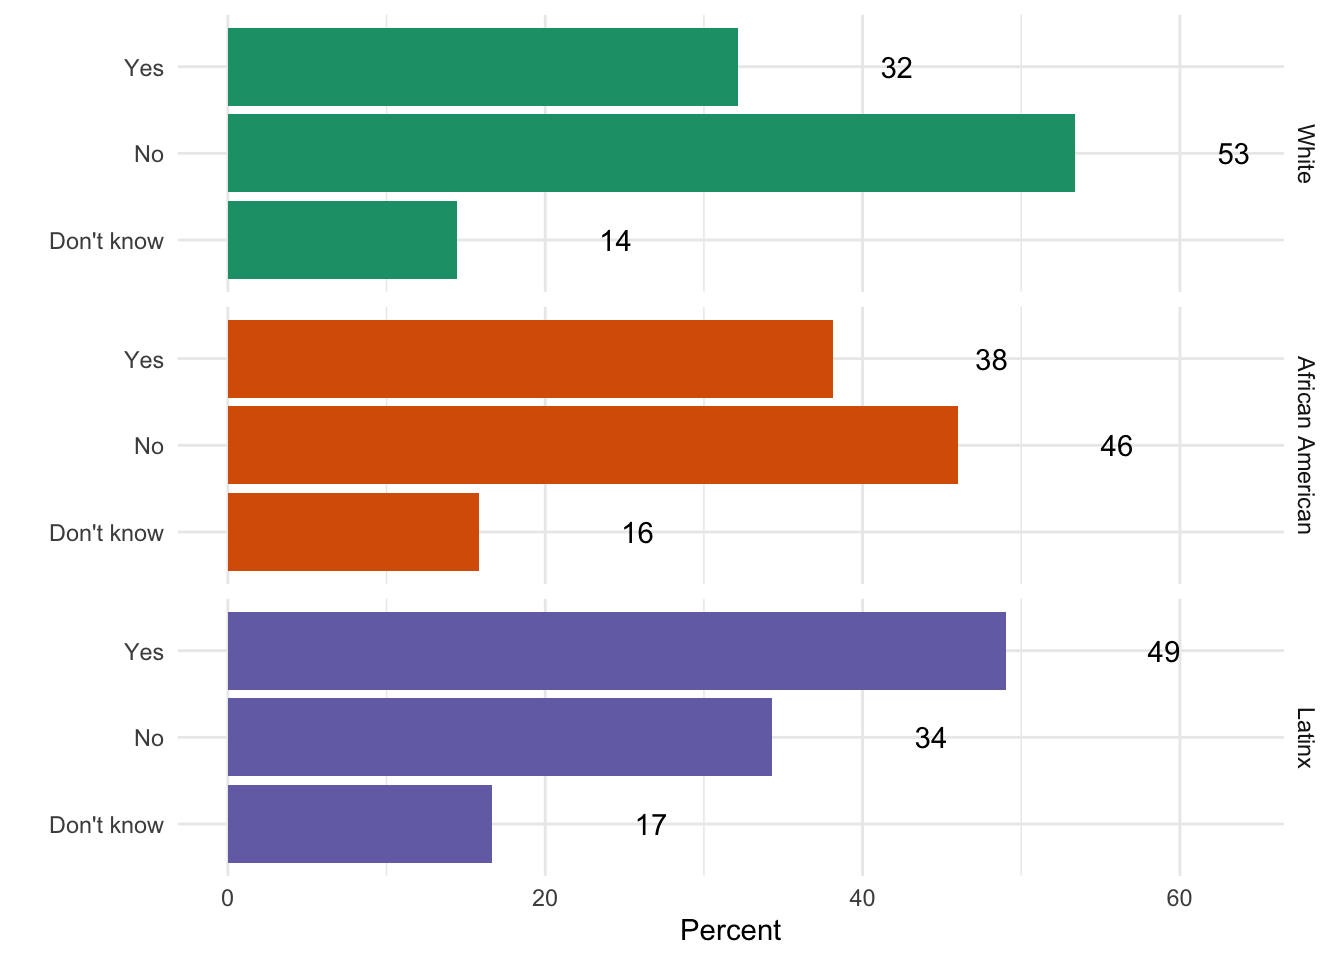 Yes 32
No 53
Don't know 14
White
Yes 38
No 46
Don't know 16
African American
Yes 49
No 34
Don't know 17
Latinx
0 20 40 60
Percent